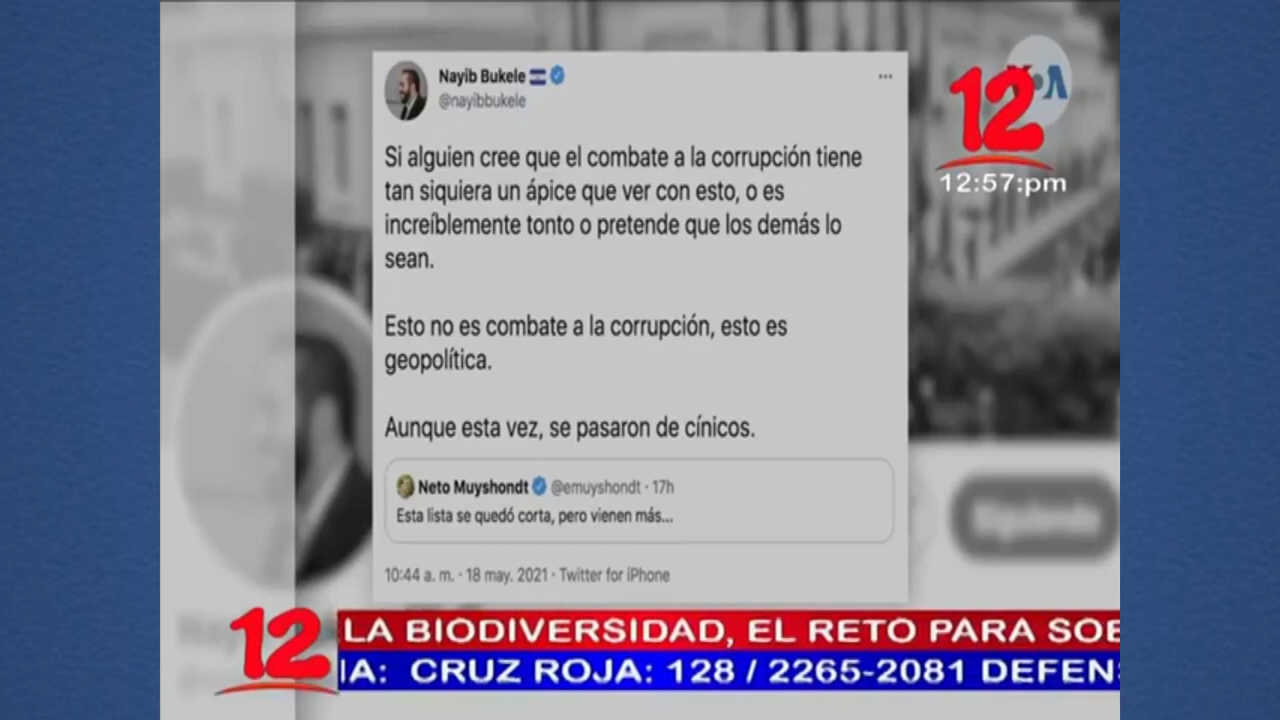 Nayib Bukele
@nayibbukele
Si alguien cree que el combate a la corrupción tiene
tan siquiera un ápice que ver con esto, o es
increíblemente tonto o pretende que los demás lo
sean.
Esto no es combate a la corrupción, esto es
geopolítica.
Aunque esta vez, se pasaron de cínicos.
Neto Muyshondt @emuyshondt · 17h
Esta lista se quedó corta, pero vienen más...
10:44 a. m. · 18 may. 2021 · Twitter for iPhone
VOA
12
12:57:pm
Siguiendo
12
LA BIODIVERSIDAD, EL RETO PARA SOB
IA: CRUZ ROJA: 128 / 2265-2081 DEFENS